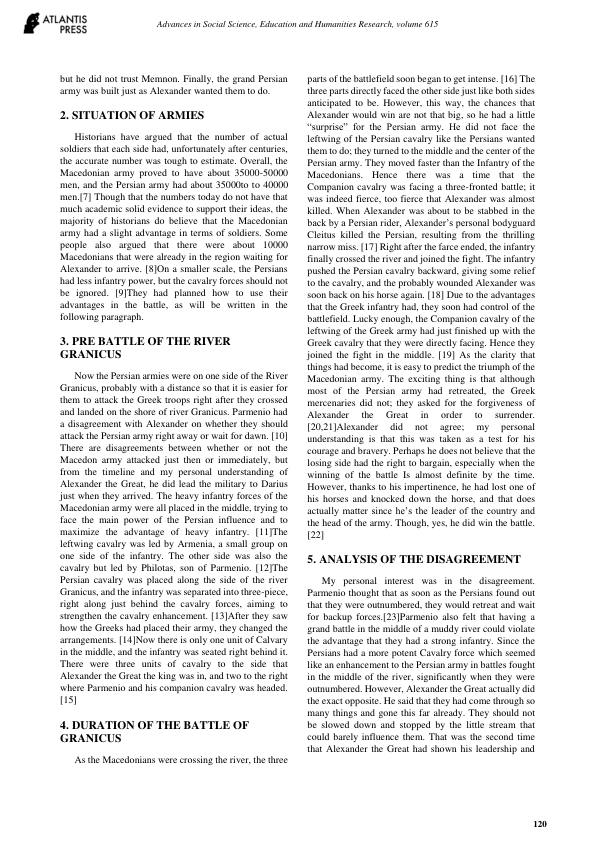 ATLANTIS
PRESS
Advances in Social Science, Education and Humanities Research, volume 615
but he did not trust Memnon. Finally, the grand Persian
army was built just as Alexander wanted them to do.
2. SITUATION OF ARMIES
Historians have argued that the number of actual
soldiers that each side had, unfortunately after centuries,
the accurate number was tough to estimate. Overall, the
Macedonian army proved to have about 35000-50000
men, and the Persian army had about 35000to to 40000
men.[7] Though that the numbers today do not have that
much academic solid evidence to support their ideas, the
majority of historians do believe that the Macedonian
army had a slight advantage in terms of soldiers. Some
people also argued that there were about 10000
Macedonians that were already in the region waiting for
Alexander to arrive. [8]On a smaller scale, the Persians
had less infantry power, but the cavalry forces should not
be ignored. [9]They had planned how to use their
advantages in the battle, as will be written in the
following paragraph.
3. PRE BATTLE OF THE RIVER
GRANICUS
Now the Persian armies were on one side of the River
Granicus, probably with a distance so that it is easier for
them to attack the Greek troops right after they crossed
and landed on the shore of river Granicus. Parmenio had
a disagreement with Alexander on whether they should
attack the Persian army right away or wait for dawn. [10]
There are disagreements between whether or not the
Macedon army attacked just then or immediately, but
from the timeline and my personal understanding of
Alexander the Great, he did lead the military to Darius
just when they arrived. The heavy infantry forces of the
Macedonian army were all placed in the middle, trying to
face the main power of the Persian influence and to
maximize the advantage of heavy infantry. [11]The
leftwing cavalry was led by Armenia, a small group on
one side of the infantry. The other side was also the
cavalry but led by Philotas, son of Parmenio. [12]The
Persian cavalry was placed along the side of the river
Granicus, and the infantry was separated into three-piece,
right along just behind the cavalry forces, aiming to
strengthen the cavalry enhancement. [13]After they saw
how the Greeks had placed their army, they changed the
arrangements. [14]Now there is only one unit of Calvary
in the middle, and the infantry was seated right behind it.
There were three units of cavalry to the side that
Alexander the Great the king was in, and two to the right
where Parmenio and his companion cavalry was headed.
[15]
4. DURATION OF THE BATTLE OF
GRANICUS
As the Macedonians were crossing the river, the three
parts of the battlefield soon began to get intense. [16] The
three parts directly faced the other side just like both sides
anticipated to be. However, this way, the chances that
Alexander would win are not that big, so he had a little
“surprise” for the Persian army. He did not face the
leftwing of the Persian cavalry like the Persians wanted
them to do; they turned to the middle and the center of the
Persian army. They moved faster than the Infantry of the
Macedonians. Hence there was a time that the
Companion cavalry was facing a three-fronted battle; it
was indeed fierce, too fierce that Alexander was almost
killed. When Alexander was about to be stabbed in the
back by a Persian rider, Alexander’s personal bodyguard
Cleitus killed the Persian, resulting from the thrilling
narrow miss. [17] Right after the farce ended, the infantry
finally crossed the river and joined the fight. The infantry
pushed the Persian cavalry backward, giving some relief
to the cavalry, and the probably wounded Alexander was
soon back on his horse again. [18] Due to the advantages
that the Greek infantry had, they soon had control of the
battlefield. Lucky enough, the Companion cavalry of the
leftwing of the Greek army had just finished up with the
Greek cavalry that they were directly facing. Hence they
joined the fight in the middle. [19] As the clarity that
things had become, it is easy to predict the triumph of the
Macedonian army. The exciting thing is that although
most of the Persian army had retreated, the Greek
mercenaries did not; they asked for the forgiveness of
Alexander the Great in order to surrender.
[20,21]Alexander did not agree; my personal
understanding is that this was taken as a test for his
courage and bravery. Perhaps he does not believe that the
losing side had the right to bargain, especially when the
winning of the battle Is almost definite by the time.
However, thanks to his impertinence, he had lost one of
his horses and knocked down the horse, and that does
actually matter since he’s the leader of the country and
the head of the army. Though, yes, he did win the battle.
[22]
5. ANALYSIS OF THE DISAGREEMENT
My personal interest was in the disagreement.
Parmenio thought that as soon as the Persians found out
that they were outnumbered, they would retreat and wait
for backup forces.[23]Parmenio also felt that having a
grand battle in the middle of a muddy river could violate
the advantage that they had a strong infantry. Since the
Persians had a more potent Cavalry force which seemed
like an enhancement to the Persian army in battles fought
in the middle of the river, significantly when they were
outnumbered. However, Alexander the Great actually did
the exact opposite. He said that they had come through so
many things and gone this far already. They should not
be slowed down and stopped by the little stream that
could barely influence them. That was the second time
that Alexander the Great had shown his leadership and
120